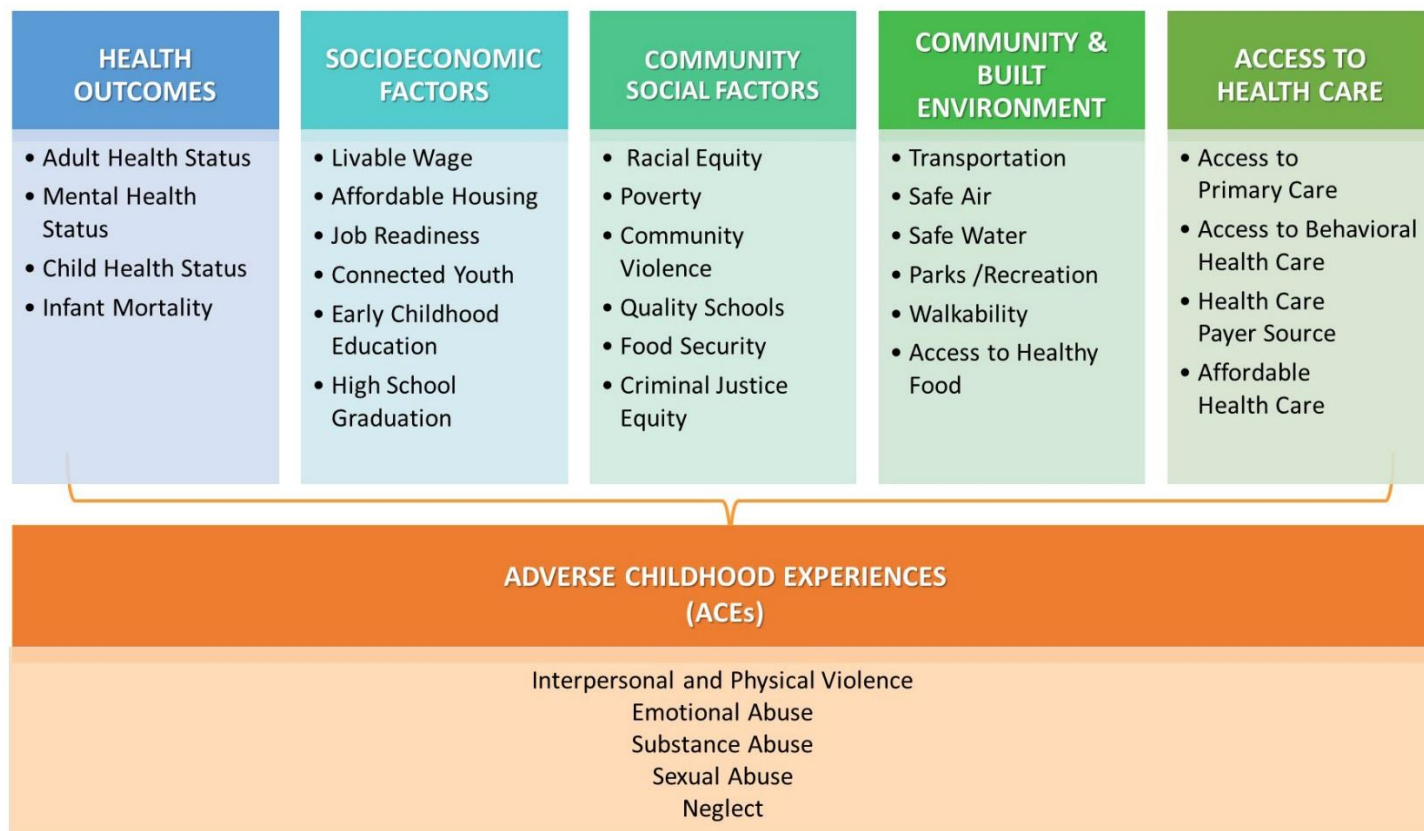 HEALTH
OUTCOMES
• Adult Health Status
• Mental Health
Status
• Child Health Status
• Infant Mortality
SOCIOECONOMIC
FACTORS
• Livable Wage
• Affordable Housing
• Job Readiness
• Connected Youth
• Early Childhood
Education
• High School
Graduation
COMMUNITY
SOCIAL FACTORS
• Racial Equity
• Poverty
• Community
Violence
• Quality Schools
• Food Security
• Criminal Justice
Equity
COMMUNITY &
BUILT
ENVIRONMENT
• Transportation
• Safe Air
• Safe Water
• Parks /Recreation
• Walkability
• Access to Healthy
Food
ACCESS TO
HEALTH CARE
• Access to
Primary Care
• Access to Behavioral
Health Care
• Health Care
Payer Source
• Affordable
Health Care
ADVERSE CHILDHOOD EXPERIENCES
(ACEs)
Interpersonal and Physical Violence
Emotional Abuse
Substance Abuse
Sexual Abuse
Neglect